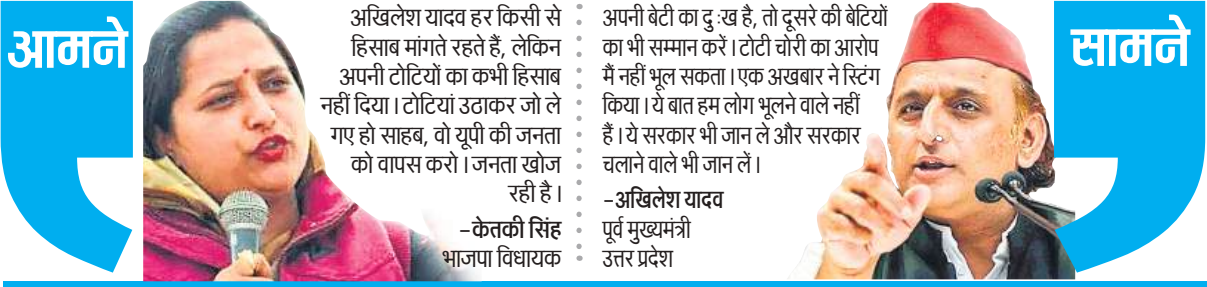 आमने
अखिलेश यादव हर किसी से
हिसाब मांगते रहते हैं, लेकिन
अपनी टोटियों का कभी हिसाब
नहीं दिया । टोटियां उठाकर जो ले
गए हो साहब, वो यूपी की जनता
को वापस करो । जनता खोज
रही है ।
–केतकी सिंह
भाजपा विधायक
अपनी बेटी का दुःख है, तो दूसरे की बेटियों
का भी सम्मान करें । टोटी चोरी का आरोप
मैं नहीं भूल सकता । एक अखबार ने स्टिंग
किया । ये बात हम लोग भूलने वाले नहीं
हैं । ये सरकार भी जान ले और सरकार
चलाने वाले भी जान लें ।
–अखिलेश यादव
पूर्व मुख्यमंत्री
उत्तर प्रदेश
सामने